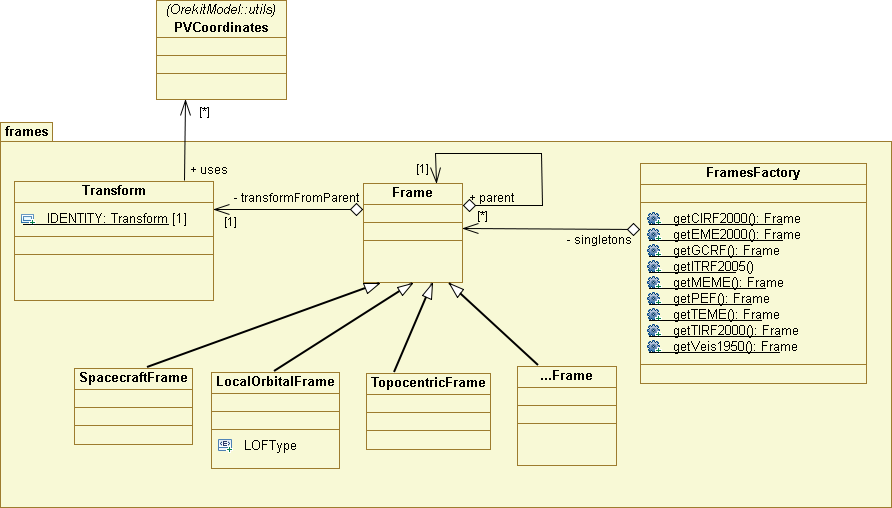 (OrekitModel::utils)
PVCoordinates
[*]
frames
+ uses
Transform
IDENTITY: Transform [1]
- transformFromParent
[1]
[1]
Frame
+ parent
[*]
- singletons
FramesFactory
getCIRF2000(): Frame
getEME2000(): Frame
getGCRF(): Frame
getITRF2005()
getMEME(): Frame
getPEF(): Frame
getTEME(): Frame
getTIRF2000(): Frame
getVeis1950(): Frame
SpacecraftFrame
LocalOrbitalFrame
LOFType
TopocentricFrame
...Frame